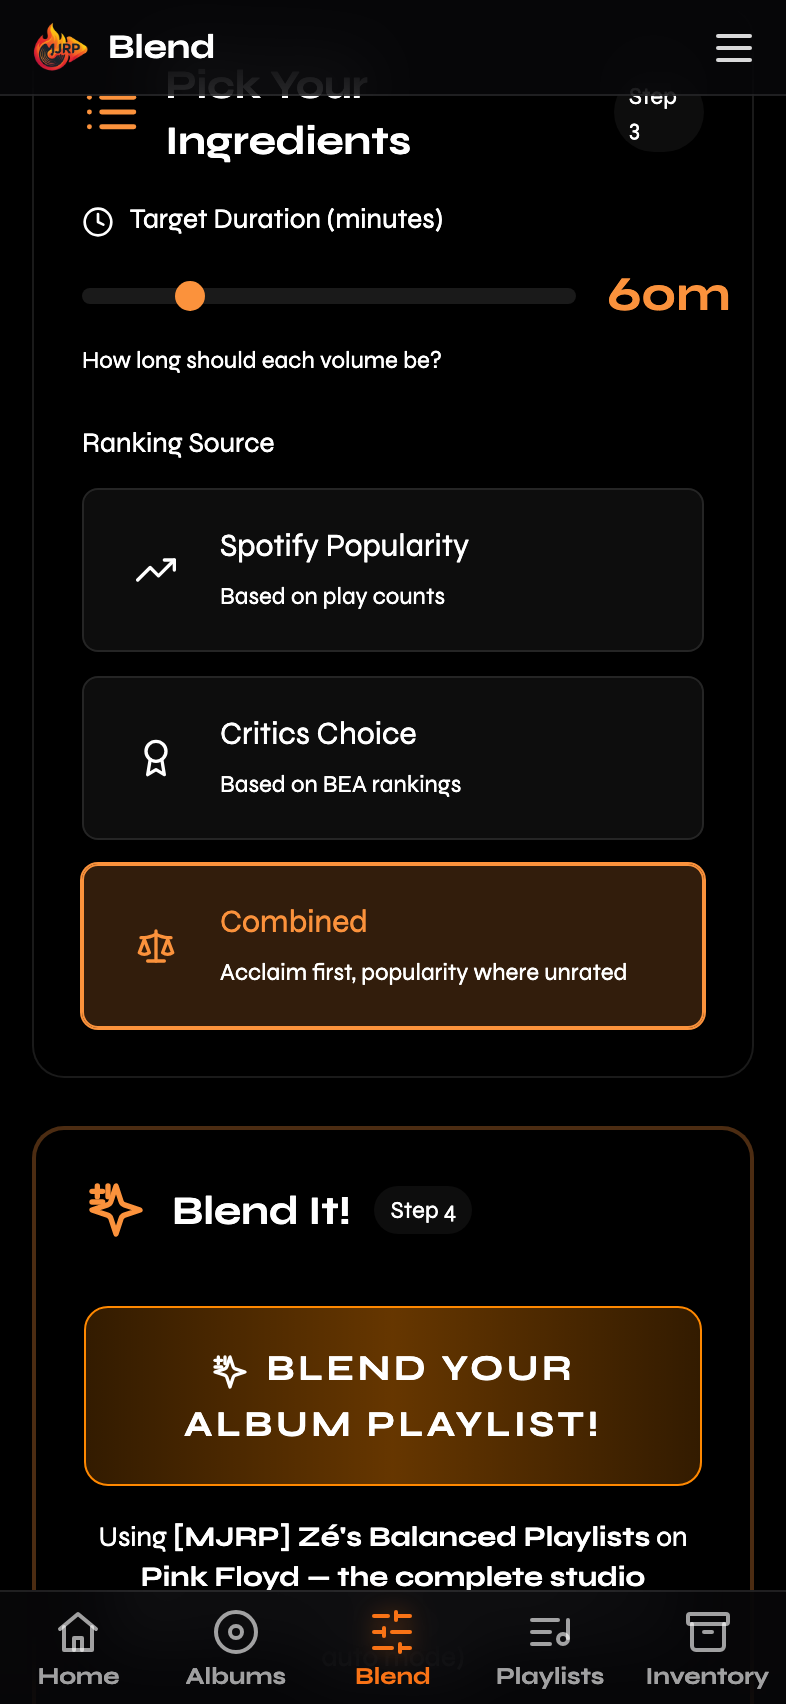 MJRP
Blend
Pick Your
Ingredients
Step
3
Target Duration (minutes)
60m
How long should each volume be?
Ranking Source
Spotify Popularity
Based on play counts
Critics Choice
Based on BEA rankings
Combined
Acclaim first, popularity where unrated
Blend It!
Step 4
BLEND YOUR
ALBUM PLAYLIST!
Using [MJRP] Zé's Balanced Playlists on
Pink Floyd — the complete studio
auto mode)
Home
Albums
Blend
Playlists
Inventory